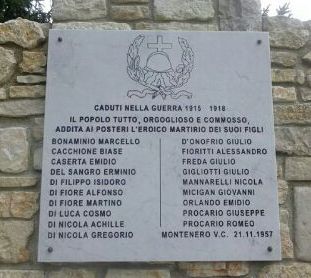 CADUTI NELLA GUERRA 1915 1918
IL POPOLO TUTTO, ORGOGLIOSO E COMMOSSO,
ADDITA AI POSTERI L'EROICO MARTIRIO DEI SUOI FIGLI
BONAMINIO MARCELLO
CACCHIONE BIASE
CASERTA EMIDIO
DEL SANGRO ERMINIO
DI FILIPPO ISIDORO
DI FIORE ALFONSO
DI FIORE MARTINO
DI LUCA COSMO
DI NICOLA ACHILLE
DI NICOLA GREGORIO
D'ONOFRIO GIULIO
FIORITTI ALESSANDRO
FREDA GIULIO
GIGLIOTTI GIULIO
MANNARELLI NICOLA
MICIGAN GIOVANNI
ORLANDO EMIDIO
PROCARIO GIUSEPPE
PROCARIO ROMEO
MONTENERO V.C. 21.11.1957